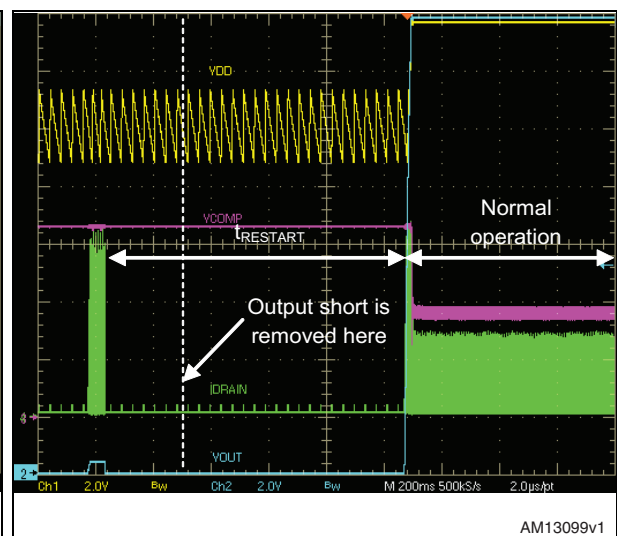 VDD
VCOMP
tRESTART
Normal
operation
Output short is
removed here
IDRAIN
VOUT
4
2
Ch1 2.0V Bw Ch2 2.0V Bw M 200ms 500kS/s 2.0µs/pt
AM13099v1